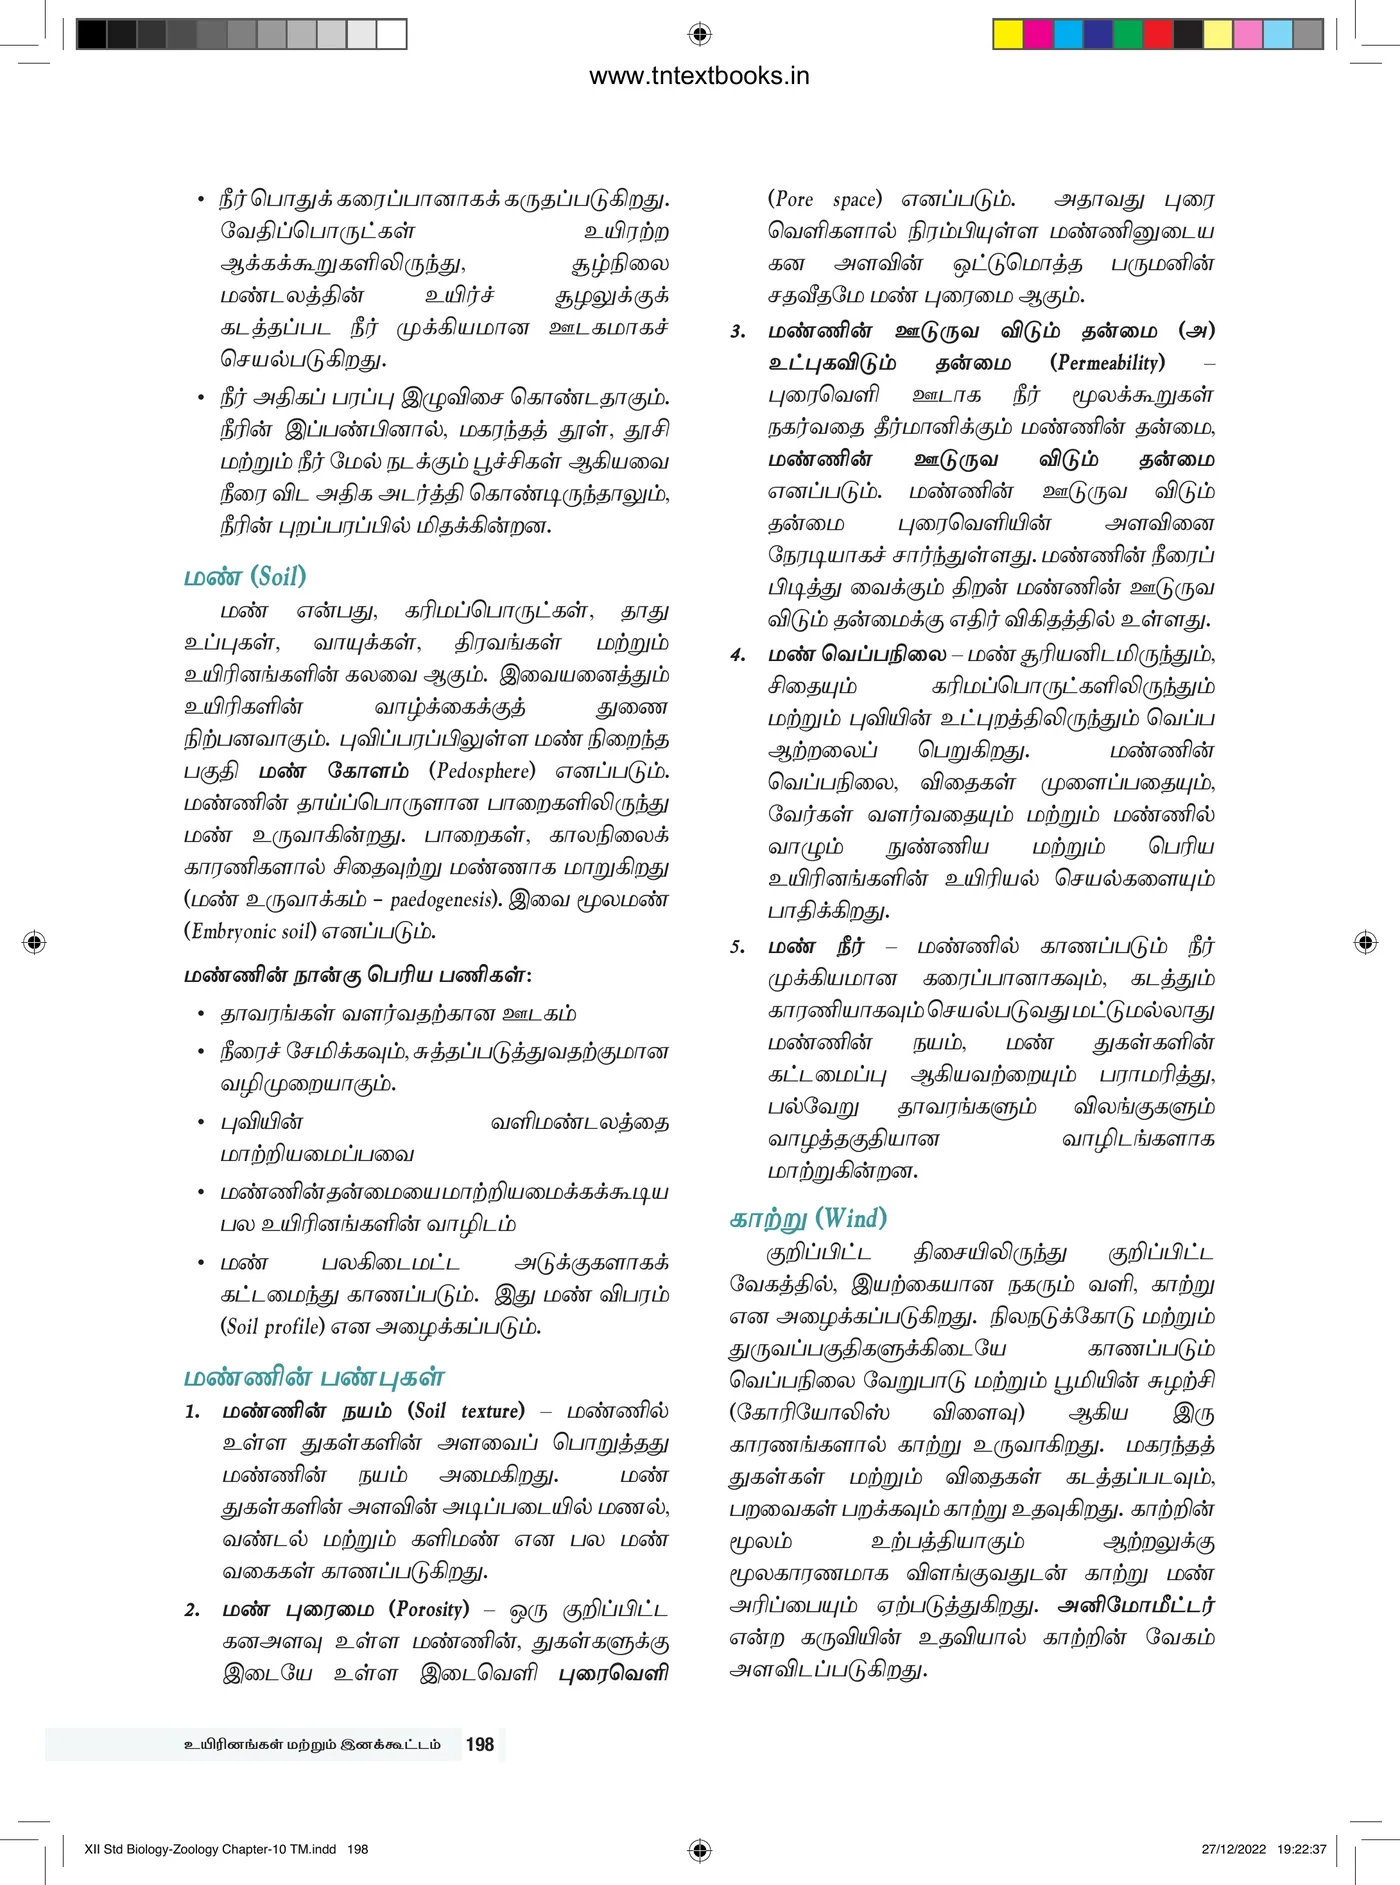 www.tntextbooks.in
• நீர் பொதுக் கரைப்பானாகக் கருதப்படுகிறது.
வேதிப்பொருட்கள் உயிரற்ற
ஆக்கக்கூறுகளிலிருந்து, சூழ்நிலை
மண்டலத்தின் உயிர்ச் சூழலுக்குக்
கடத்தப்பட நீர் முக்கியமான ஊடகமாகச்
செயல்படுகிறது.
• நீர் அதிகப் பரப்பு இழுவிசை கொண்டதாகும்.
நீரின் இப்பண்பினால், மகரந்தத் தூள், தூசி
மற்றும் நீர் மேல் நடக்கும் பூச்சிகள் ஆகியவை
நீரை விட அதிக அடர்த்தி கொண்டிருந்தாலும்,
நீரின் புறப்பரப்பில் மிதக்கின்றன.
மண் (Soil)
மண் என்பது, கரிமப்பொருட்கள், தாது
உப்புகள், வாயுக்கள், திரவங்கள் மற்றும்
உயிரினங்களின் கலவை ஆகும். இவையனைத்தும்
உயிரிகளின் வாழ்க்கைக்குத் துணை
நிற்பனவாகும். புவிப்பரப்பிலுள்ள மண் நிறைந்த
பகுதி மண் கோளம் (Pedosphere) எனப்படும்.
மண்ணின் தாய்ப்பொருளான பாறைகளிலிருந்து
மண் உருவாகின்றது. பாறைகள், காலநிலைக்
காரணிகளால் சிதைவுற்று மண்ணாக மாறுகிறது
(மண் உருவாக்கம் – paedogenesis). இவை மூலமண்
(Embryonic soil) எனப்படும்.
மண்ணின் நான்கு பெரிய பணிகள்:
• தாவரங்கள் வளர்வதற்கான ஊடகம்
• நீரைச் சேமிக்கவும், சுத்தப்படுத்துவதற்குமான
வழிமுறையாகும்.
• புவியின் வளிமண்டலத்தை
மாற்றியமைப்பவை
• மண்ணின் தன்மையை மாற்றியமைக்கக்கூடிய
பல உயிரினங்களின் வாழிடம்
• மண் பலகிடைமட்ட அடுக்குகளாகக்
கட்டமைந்து காணப்படும். இது மண் விபரம்
(Soil profile) என அழைக்கப்படும்.
மண்ணின் பண்புகள்
1. மண்ணின் நயம் (Soil texture) – மண்ணில்
உள்ள துகள்களின் அளவைப் பொறுத்தது
மண்ணின் நயம் அமைகிறது. மண்
துகள்களின் அளவின் அடிப்படையில் மணல்,
வண்டல் மற்றும் களிமண் என பல மண்
வகைகள் காணப்படுகிறது.
2. மண் புரைமை (Porosity) – ஒரு குறிப்பிட்ட
கனஅளவு உள்ள மண்ணின், துகள்களுக்கு
இடையே உள்ள இடைவெளி புரைவெளி
(Pore space) எனப்படும். அதாவது புரை
வெளிகளால் நிரம்பியுள்ள மண்ணினுடைய
கன அளவின் ஒட்டுமொத்த பருமனின்
சதவீதமே மண் புரைமை ஆகும்.
3. மண்ணின் ஊடுருவ விடும் தன்மை (அ)
உட்புகவிடும் தன்மை (Permeability) –
புரைவெளி ஊடாக நீர் மூலக்கூறுகள்
நகர்வதை தீர்மானிக்கும் மண்ணின் தன்மை,
மண்ணின் ஊடுருவ விடும் தன்மை
எனப்படும். மண்ணின் ஊடுருவ விடும்
தன்மை புரைவெளியின் அளவினை
நேரடியாகச் சார்ந்துள்ளது. மண்ணின் நீரைப்
பிடித்து வைக்கும் திறன் மண்ணின் ஊடுருவ
விடும் தன்மைக்கு எதிர் விகிதத்தில் உள்ளது.
4. மண் வெப்பநிலை – மண் சூரியனிடமிருந்தும்,
சிதையும் கரிமப்பொருட்களிலிருந்தும்
மற்றும் புவியின் உட்புறத்திலிருந்தும் வெப்ப
ஆற்றலைப் பெறுகிறது. மண்ணின்
வெப்பநிலை, விதைகள் முளைப்பதையும்,
வேர்கள் வளர்வதையும் மற்றும் மண்ணில்
வாழும் நுண்ணிய மற்றும் பெரிய
உயிரினங்களின் உயிரியல் செயல்களையும்
பாதிக்கிறது.
5. மண் நீர் – மண்ணில் காணப்படும் நீர்
முக்கியமான கரைப்பானாகவும், கடத்தும்
காரணியாகவும் செயல்படுவது மட்டுமல்லாது
மண்ணின் நயம், மண் துகள்களின்
கட்டமைப்பு ஆகியவற்றையும் பராமரித்து,
பல்வேறு தாவரங்களும் விலங்குகளும்
வாழத்தகுதியான வாழிடங்களாக
மாற்றுகின்றன.
காற்று (Wind)
குறிப்பிட்ட திசையிலிருந்து குறிப்பிட்ட
வேகத்தில், இயற்கையான நகரும் வளி, காற்று
என அழைக்கப்படுகிறது. நிலநடுக்கோடு மற்றும்
துருவப்பகுதிகளுக்கிடையே காணப்படும்
வெப்பநிலை வேறுபாடு மற்றும் பூமியின் சுழற்சி
(கோரியோலிஸ் விளைவு) ஆகிய இரு
காரணங்களால் காற்று உருவாகிறது. மகரந்தத்
துகள்கள் மற்றும் விதைகள் கடத்தப்படவும்,
பறவைகள் பறக்கவும் காற்று உதவுகிறது. காற்றின்
மூலம் உற்பத்தியாகும் ஆற்றலுக்கு
மூலகாரணமாக விளங்குவதுடன் காற்று மண்
அரிப்பையும் ஏற்படுத்துகிறது. அனிமோமீட்டர்
என்ற கருவியின் உதவியால் காற்றின் வேகம்
அளவிடப்படுகிறது.
உயிரினங்கள் மற்றும் இனக்கூட்டம் 198
XII Std Biology-Zoology Chapter-10 TM.indd 198
27/12/2022 19:22:37